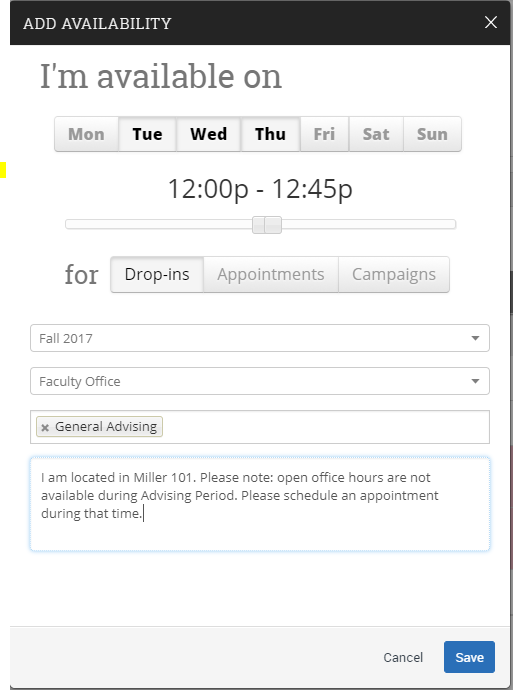 ADD AVAILABILITY
I'm available on
Mon Tue Wed Thu Fri Sat Sun
12:00p - 12:45p
for Drop-ins Appointments Campaigns
Fall 2017
Faculty Office
General Advising
I am located in Miller 101. Please note: open office hours are not
available during Advising Period. Please schedule an appointment
during that time.
Cancel Save